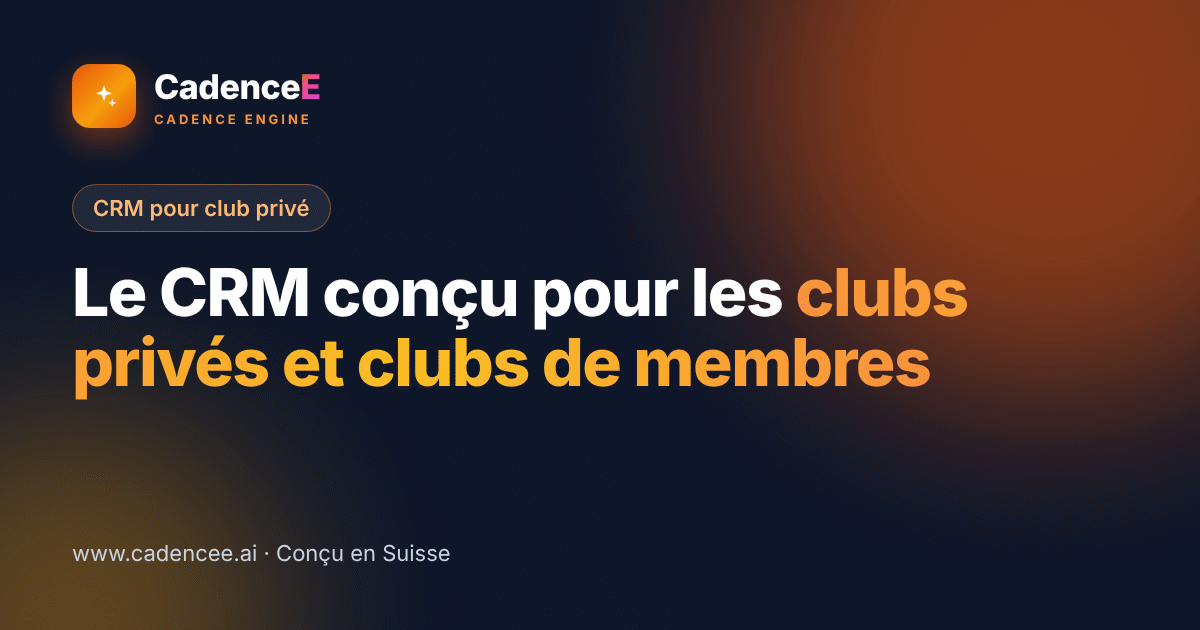 CadenceE
CADENCE ENGINE
CRM pour club privé
Le CRM conçu pour les clubs
privés et clubs de membres
www.cadencee.ai · Conçu en Suisse